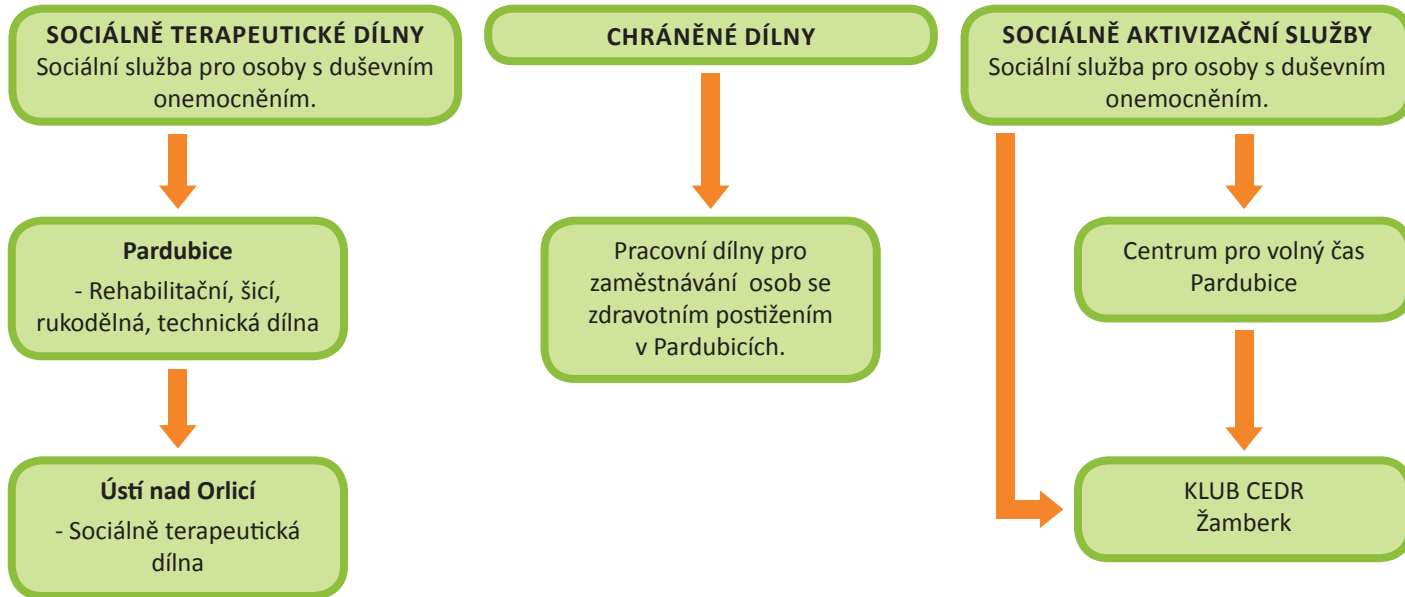 SOCIÁLNĚ TERAPEUTICKÉ DÍLNY
Sociální služba pro osoby s duševním
onemocněním.
Pardubice
- Rehabilitační, šicí,
rukodělná, technická dílna
Ústí nad Orlicí
- Sociálně terapeutická
dílna
CHRÁNĚNÉ DÍLNY
Pracovní dílny pro
zaměstnávání osob se
zdravotním postižením
v Pardubicích.
SOCIÁLNĚ AKTIVIZAČNÍ SLUŽBY
Sociální služba pro osoby s duševním
onemocněním.
Centrum pro volný čas
Pardubice
KLUB CEDR
Žamberk